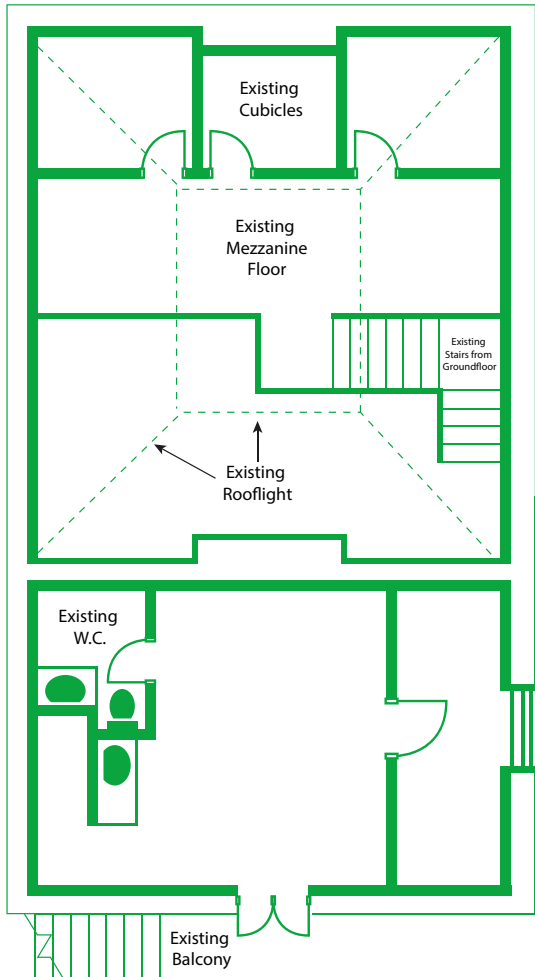 Existing
Cubicles
Existing
Mezzanine
Floor
Existing
Stairs from
Groundfloor
Existing
Rooflight
Existing
W.C.
Existing
Balcony